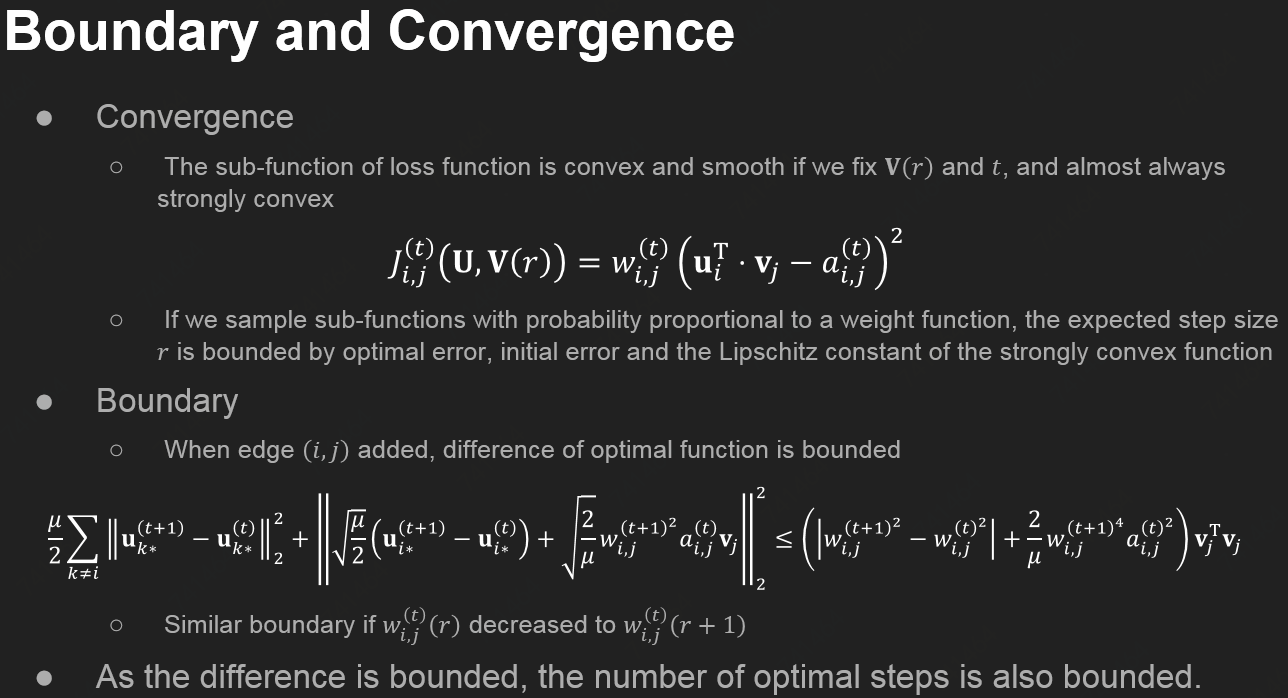 Boundary and Convergence
● Convergence
○ The sub-function of loss function is convex and smooth if we fix 𝐕(𝑟) and 𝑡, and almost always
strongly convex
$J_{i,j}^{(t)}(\mathbf{U}, \mathbf{V}(r)) = w_{i,j}^{(t)} \left( \mathbf{u}_i^{\mathrm{T}} \cdot \mathbf{v}_j - a_{i,j}^{(t)} \right)^2$
○ If we sample sub-functions with probability proportional to a weight function, the expected step size
𝑟 is bounded by optimal error, initial error and the Lipschitz constant of the strongly convex function
● Boundary
○ When edge (𝑖, 𝑗) added, difference of optimal function is bounded
$\frac{\mu}{2} \sum_{k \neq i} \left\| \mathbf{u}_{k*}^{(t+1)} - \mathbf{u}_{k*}^{(t)} \right\|_2^2 + \left\| \sqrt{\frac{\mu}{2}} \left( \mathbf{u}_{i*}^{(t+1)} - \mathbf{u}_{i*}^{(t)} \right) + \sqrt{\frac{2}{\mu}} w_{i,j}^{(t+1)^2} a_{i,j}^{(t)} \mathbf{v}_j \right\|_2^2 \leq \left( \left| w_{i,j}^{(t+1)^2} - w_{i,j}^{(t)^2} \right| + \frac{2}{\mu} w_{i,j}^{(t+1)^4} a_{i,j}^{(t)^2} \right) \mathbf{v}_j^{\mathrm{T}} \mathbf{v}_j$
○ Similar boundary if $w_{i,j}^{(t)}(r)$ decreased to $w_{i,j}^{(t)}(r + 1)$
● As the difference is bounded, the number of optimal steps is also bounded.